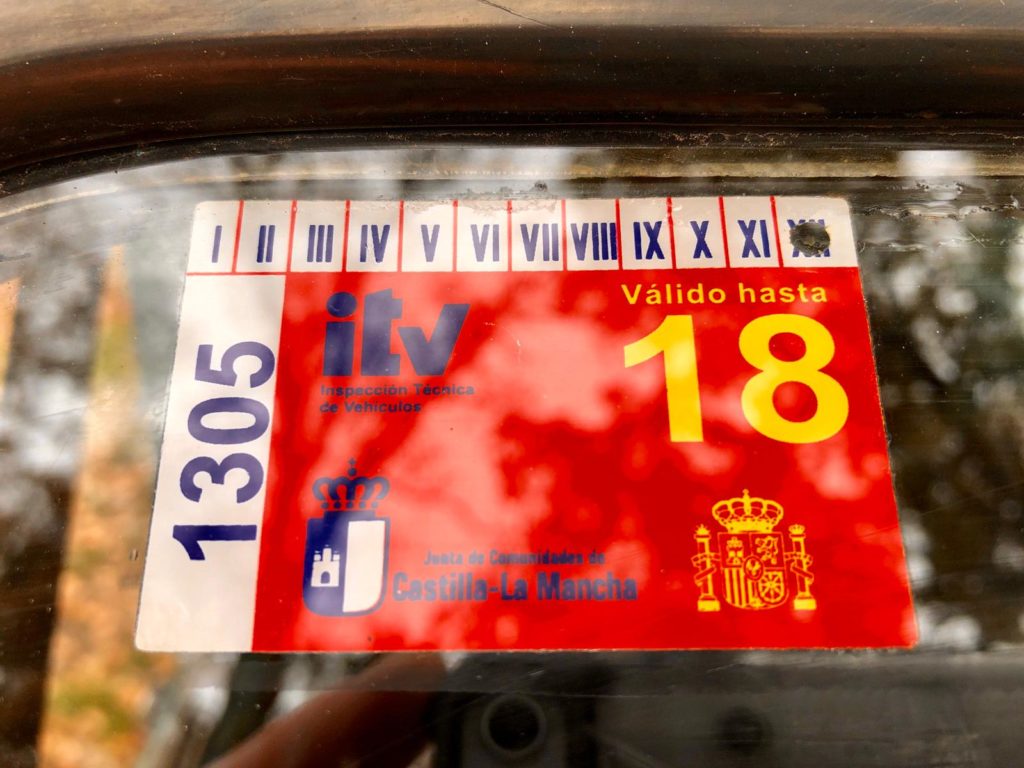 I II III IV V VI VII VIII IX X XI XII
Válido hasta
18
itv
Inspección Técnica
de Vehículos
1305
Junta de Comunidades de
Castilla-La Mancha